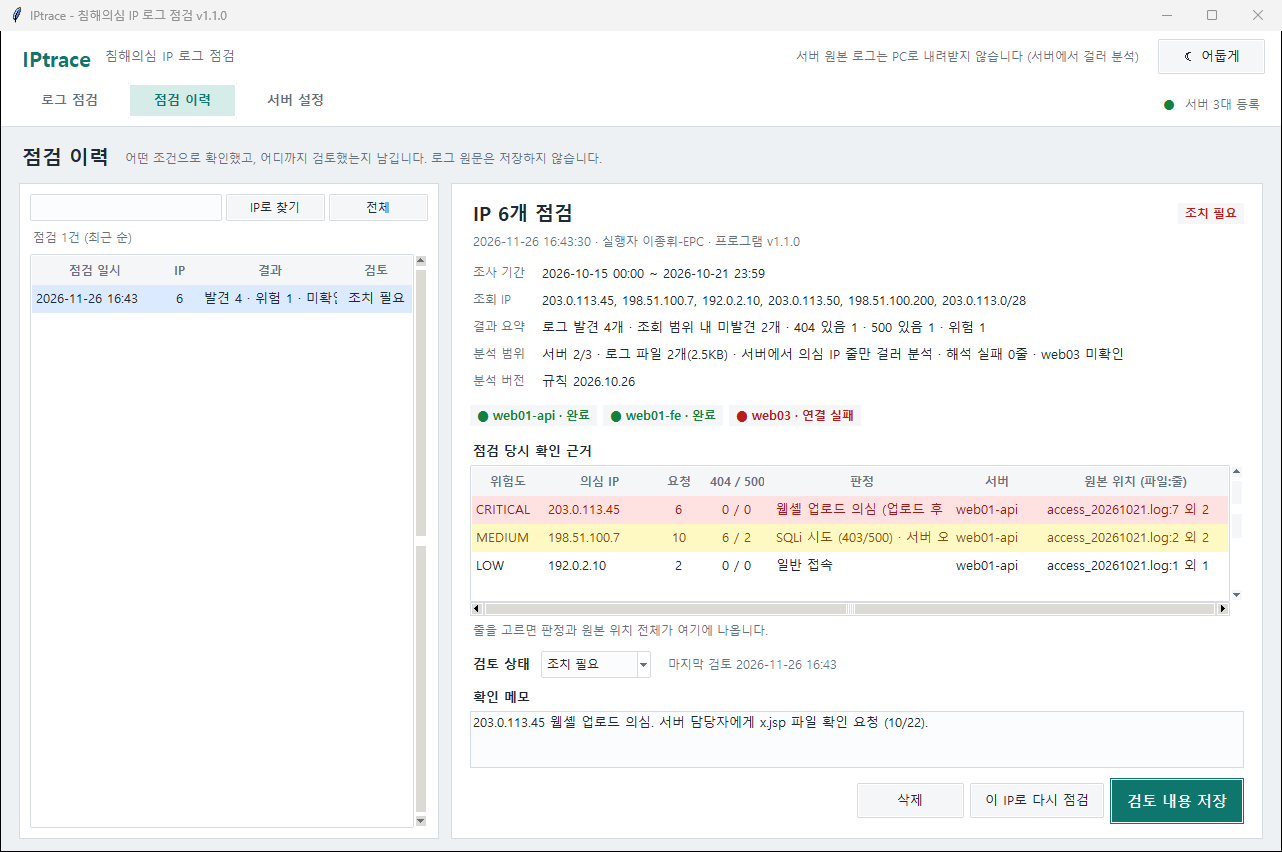 IPtrace - 침해의심 IP 로그 점검 v1.1.0
IPtrace 침해의심 IP 로그 점검
서버 원본 로그는 PC로 내려받지 않습니다 (서버에서 걸러 분석)
☾ 어둡게
로그 점검 점검 이력 서버 설정
서버 3대 등록
점검 이력 어떤 조건으로 확인했고, 어디까지 검토했는지 남깁니다. 로그 원문은 저장하지 않습니다.
IP로 찾기 전체
점검 1건 (최근 순)
점검 일시 IP 결과 검토
2026-11-26 16:43 6 발견 4 · 위험 1 · 미확인 조치 필요
IP 6개 점검
조치 필요
2026-11-26 16:43:30 · 실행자 이종휘-EPC · 프로그램 v1.1.0
조사 기간 2026-10-15 00:00 ~ 2026-10-21 23:59
조회 IP 203.0.113.45, 198.51.100.7, 192.0.2.10, 203.0.113.50, 198.51.100.200, 203.0.113.0/28
결과 요약 로그 발견 4개 · 조회 범위 내 미발견 2개 · 404 있음 1 · 500 있음 1 · 위험 1
분석 범위 서버 2/3 · 로그 파일 2개(2.5KB) · 서버에서 의심 IP 줄만 걸러 분석 · 해석 실패 0줄 · web03 미확인
분석 버전 규칙 2026.10.26
web01-api · 완료 web01-fe · 완료 web03 · 연결 실패
점검 당시 확인 근거
위험도 의심 IP 요청 404 / 500 판정 서버 원본 위치 (파일:줄)
CRITICAL 203.0.113.45 6 0 / 0 웹셸 업로드 의심 (업로드 후 web01-api access_20261021.log:7 외 2
MEDIUM 198.51.100.7 10 6 / 2 SQLi 시도 (403/500) · 서버 오 web01-api access_20261021.log:2 외 2
LOW 192.0.2.10 2 0 / 0 일반 접속 web01-api access_20261021.log:1 외 1
줄을 고르면 판정과 원본 위치 전체가 여기에 나옵니다.
검토 상태 조치 필요 마지막 검토 2026-11-26 16:43
확인 메모
203.0.113.45 웹셸 업로드 의심. 서버 담당자에게 x.jsp 파일 확인 요청 (10/22).
삭제 이 IP로 다시 점검 검토 내용 저장